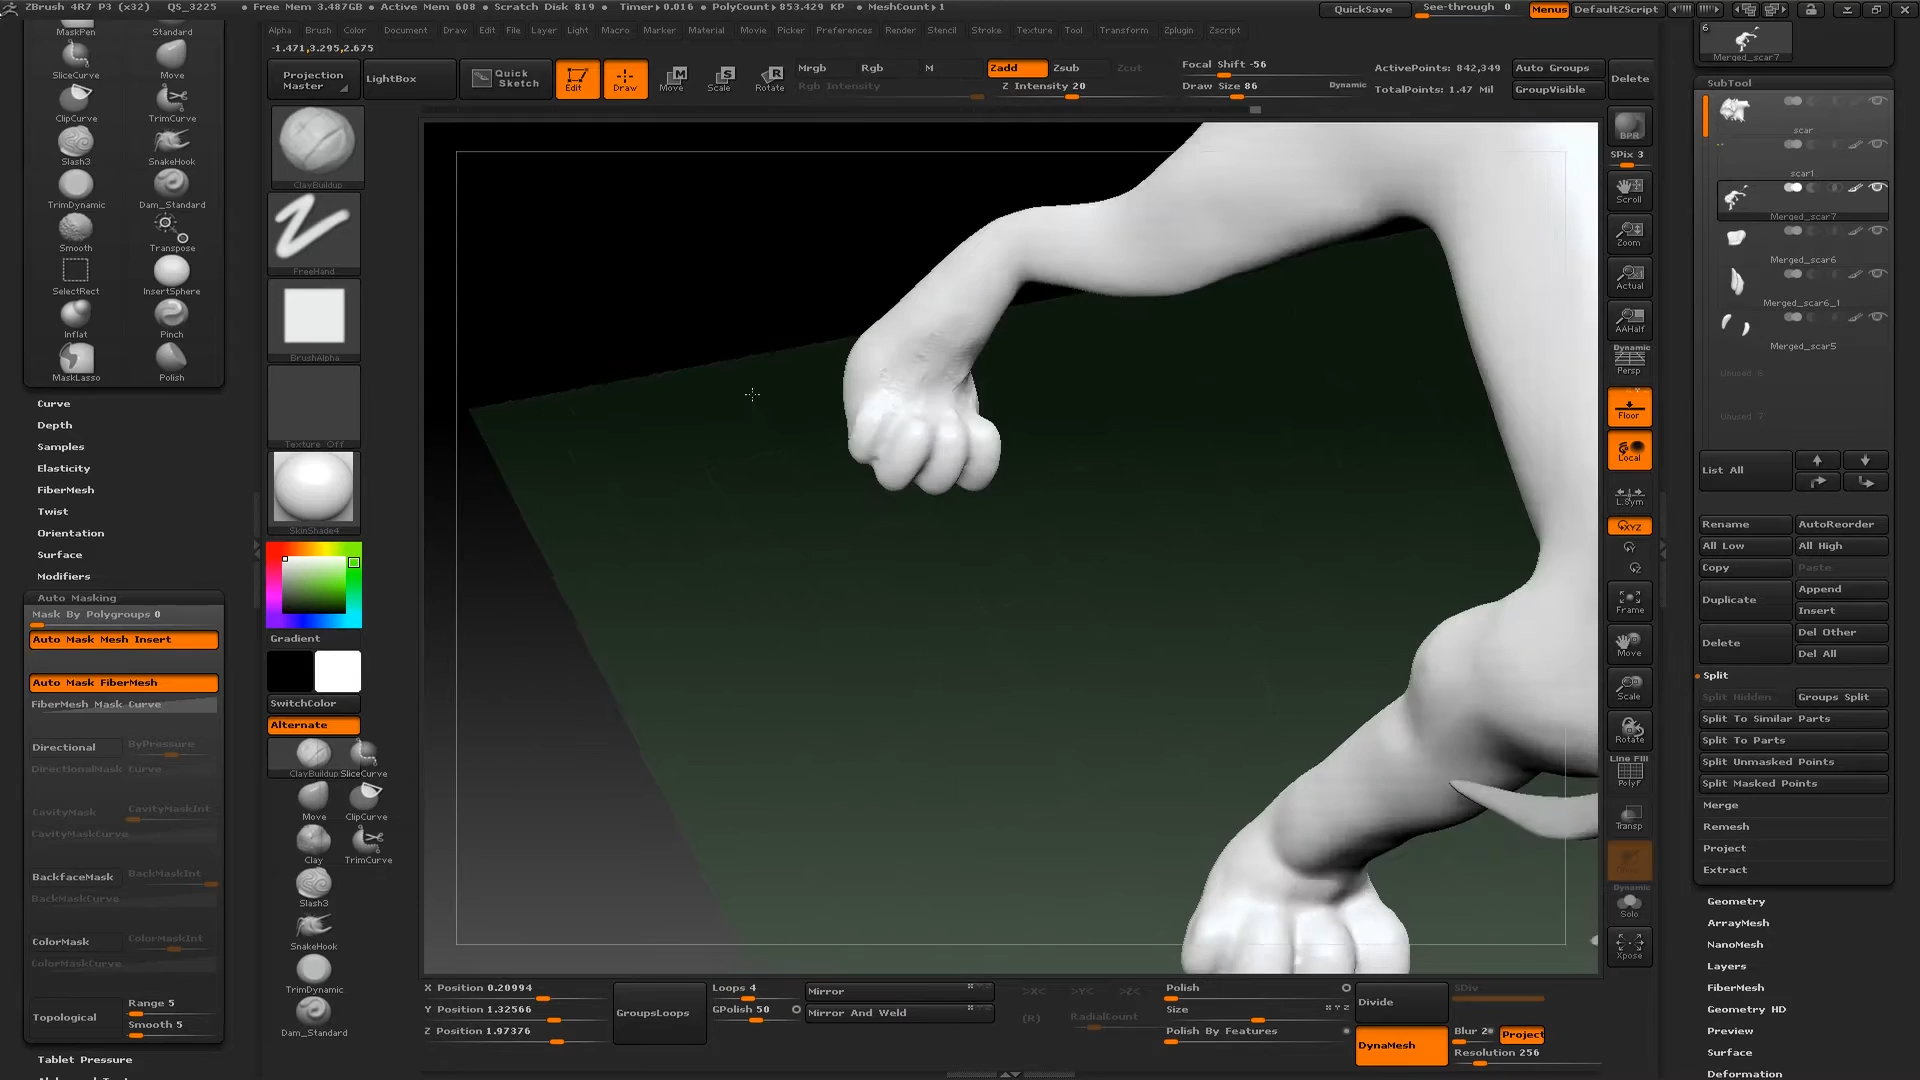 ZBrush 4R7 P3 (x32) QS_3225 • Free Mem 3.487GB • Active Mem 608 • Scratch Disk 819 • Timer▸0.016 • PolyCount▸853.429 KP • MeshCount▸1
QuickSave See-through 0 Menus DefaultZScript
Alpha Brush Color Document Draw Edit File Layer Light Macro Marker Material Movie Picker Preferences Render Stencil Stroke Texture Tool Transform Zplugin Zscript
-1.471,3.295,2.675
Projection Master LightBox Quick Sketch Edit Draw Move Scale Rotate
Mrgb Rgb M Zadd Zsub Zcut
Rgb Intensity Z Intensity 20
Focal Shift -56
Draw Size 86 Dynamic
ActivePoints: 842,349
TotalPoints: 1.47 Mil
Auto Groups
GroupVisible
Delete
MaskPen Standard
SliceCurve Move
ClipCurve TrimCurve
Slash3 SnakeHook
TrimDynamic Dam_Standard
Smooth Transpose
SelectRect InsertSphere
Inflat Pinch
MaskLasso Polish
Curve
Depth
Samples
Elasticity
FiberMesh
Twist
Orientation
Surface
Modifiers
Auto Masking
Mask By Polygroups 0
Auto Mask Mesh Insert
Auto Mask FiberMesh
FiberMesh Mask Curve
Directional ByPressure
DirectionalMask Curve
CavityMask CavityMaskInt
CavityMaskCurve
BackfaceMask BackMaskInt
BackMaskCurve
ColorMask ColorMaskInt
ColorMaskCurve
Range 5
Topological
Smooth 5
Tablet Pressure
ClayBuildup
FreeHand
BrushAlpha
Texture Off
SkinShade4
Gradient
SwitchColor
Alternate
ClayBuildup SliceCurve
Move ClipCurve
Clay TrimCurve
Slash3
SnakeHook
TrimDynamic
Dam_Standard
BPR
SPix 3
Scroll
Zoom
Actual
AAHalf
Dynamic
Persp
Floor
Local
L.Sym
XYZ
Frame
Move
Scale
Rotate
Line Fill
PolyF
Transp
Dynamic
Solo
Xpose
6
Merged_scar7
SubTool
scar
scar1
Merged_scar7
Merged_scar6
Merged_scar6_1
Merged_scar5
Unused 6
Unused 7
List All
Rename AutoReorder
All Low All High
Copy Paste
Duplicate Append
Insert
Delete Del Other
Del All
Split
Split Hidden Groups Split
Split To Similar Parts
Split To Parts
Split Unmasked Points
Split Masked Points
Merge
Remesh
Project
Extract
Geometry
ArrayMesh
NanoMesh
Layers
FiberMesh
Geometry HD
Preview
Surface
Deformation
X Position 0.20994
Y Position 1.32566
Z Position 1.97376
GroupsLoops
Loops 4
GPolish 50
Mirror
Mirror And Weld
>X< >Y< >Z<
(R) RadialCount
Polish
Size
Polish By Features
Divide
DynaMesh
SDiv
Blur 2 Project
Resolution 256